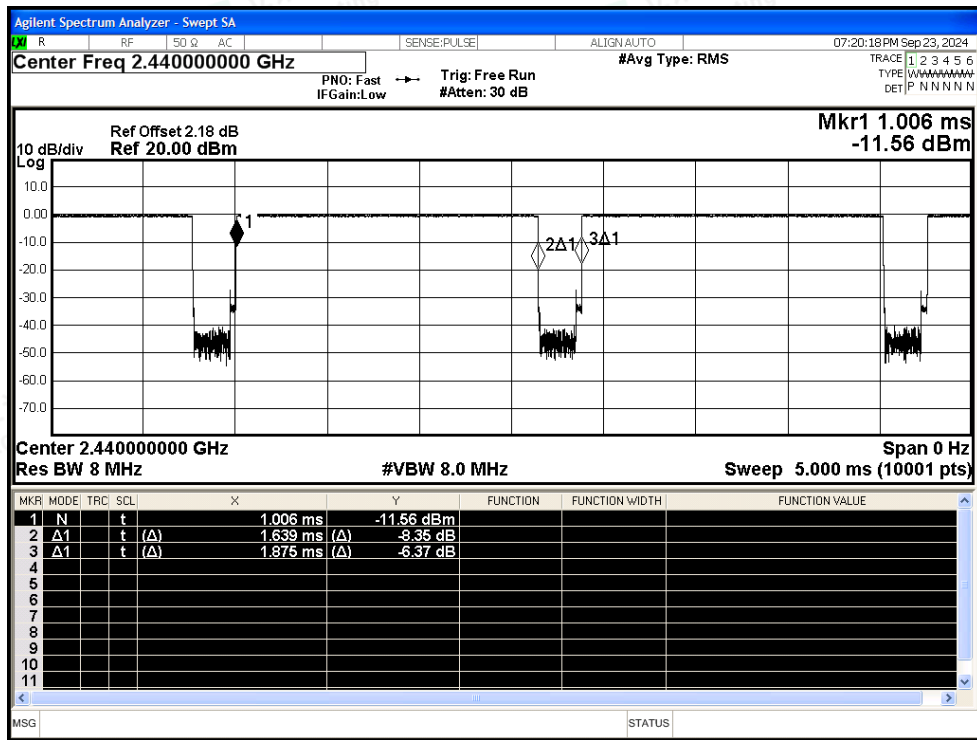 Agilent Spectrum Analyzer - Swept SA
LXI R RF 50 Ω AC SENSE:PULSE ALIGN AUTO 07:20:18 PM Sep 23, 2024
Center Freq 2.440000000 GHz #Avg Type: RMS TRACE 1 2 3 4 5 6
PNO: Fast Trig: Free Run TYPE
IFGain:Low #Atten: 30 dB DET P N N N N N
Mkr1 1.006 ms
Ref Offset 2.18 dB
10 dB/div Ref 20.00 dBm -11.56 dBm
Log
10.0
0.00
1
2Δ1 3Δ1
-10.0
-20.0
-30.0
-40.0
-50.0
-60.0
-70.0
Center 2.440000000 GHz Span 0 Hz
Res BW 8 MHz #VBW 8.0 MHz Sweep 5.000 ms (10001 pts)
MKR MODE TRC SCL X Y FUNCTION FUNCTION WIDTH FUNCTION VALUE
1 N t 1.006 ms -11.56 dBm
2 Δ1 t (Δ) 1.639 ms (Δ) -8.35 dB
3 Δ1 t (Δ) 1.875 ms (Δ) -6.37 dB
4
5
6
7
8
9
10
11
MSG STATUS